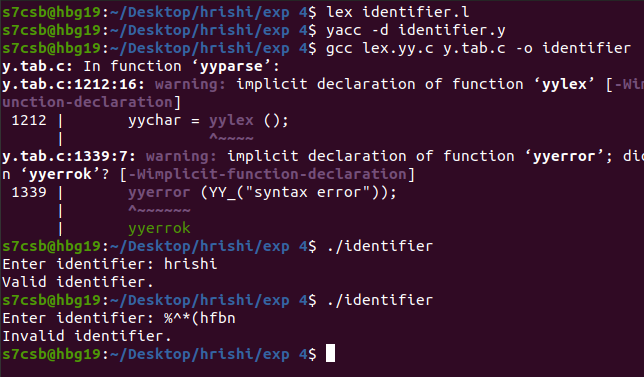 s7csb@hbg19:~/Desktop/hrishi/exp 4$ lex identifier.l
s7csb@hbg19:~/Desktop/hrishi/exp 4$ yacc -d identifier.y
s7csb@hbg19:~/Desktop/hrishi/exp 4$ gcc lex.yy.c y.tab.c -o identifier
y.tab.c: In function ‘yyparse’:
y.tab.c:1212:16: warning: implicit declaration of function ‘yylex’ [-Wim
unction-declaration]
 1212 |       yychar = yylex ();
      |                ^~~~~
y.tab.c:1339:7: warning: implicit declaration of function ‘yyerror’; did
n ‘yyerrok’? [-Wimplicit-function-declaration]
 1339 |       yyerror (YY_("syntax error"));
      |       ^~~~~~~
      |       yyerrok
s7csb@hbg19:~/Desktop/hrishi/exp 4$ ./identifier
Enter identifier: hrishi
Valid identifier.
s7csb@hbg19:~/Desktop/hrishi/exp 4$ ./identifier
Enter identifier: %^*(hfbn
Invalid identifier.
s7csb@hbg19:~/Desktop/hrishi/exp 4$